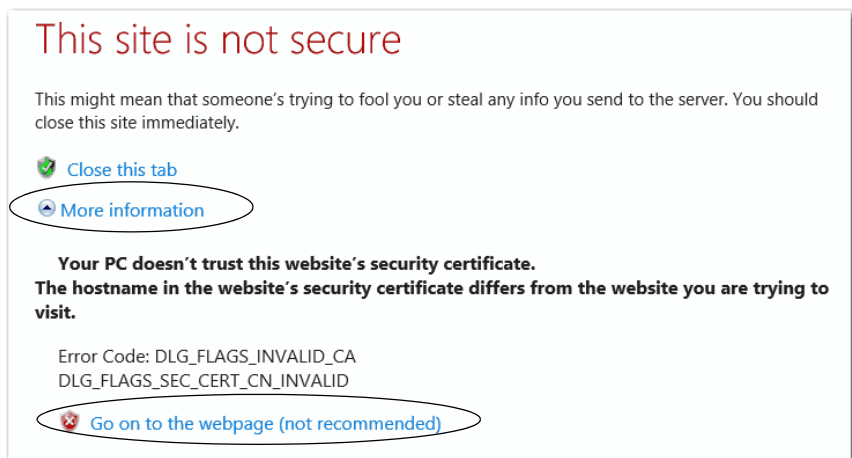 This site is not secure
This might mean that someone's trying to fool you or steal any info you send to the server. You should
close this site immediately.
Close this tab
More information
Your PC doesn't trust this website's security certificate.
The hostname in the website's security certificate differs from the website you are trying to
visit.
Error Code: DLG_FLAGS_INVALID_CA
DLG_FLAGS_SEC_CERT_CN_INVALID
Go on to the webpage (not recommended)